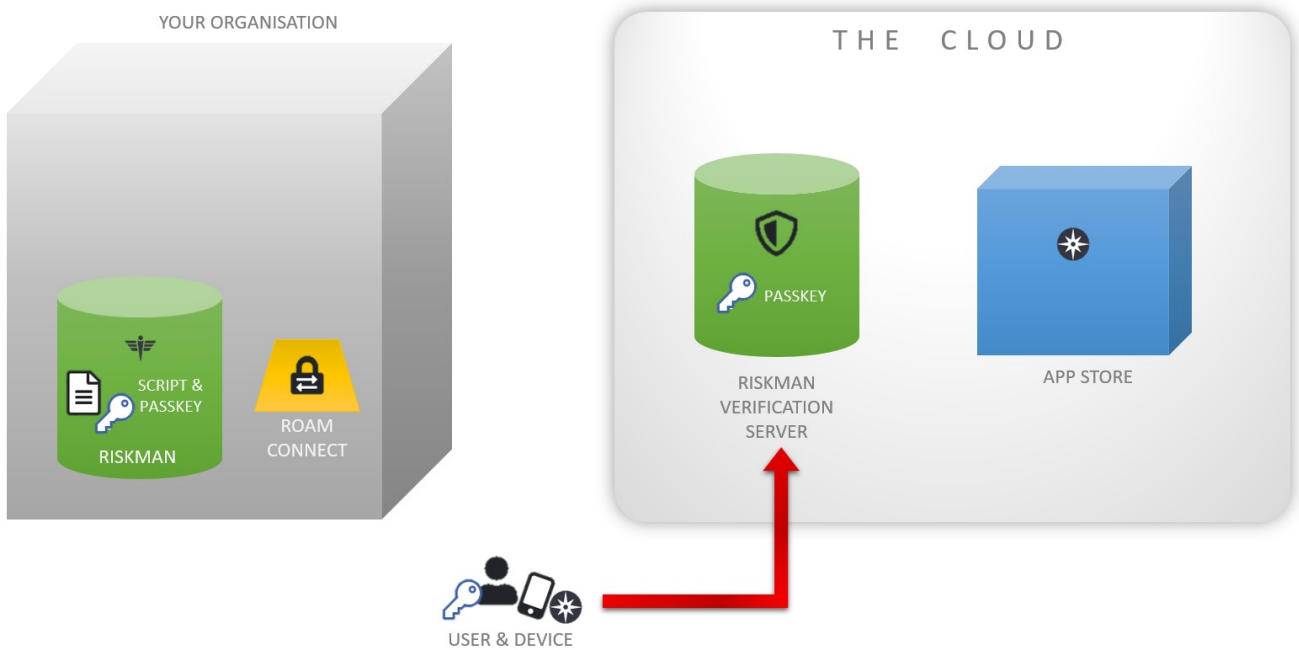 YOUR ORGANISATION
SCRIPT &
PASSKEY
RISKMAN
ROAM
CONNECT
THE CLOUD
PASSKEY
RISKMAN
VERIFICATION
SERVER
APP STORE
USER & DEVICE